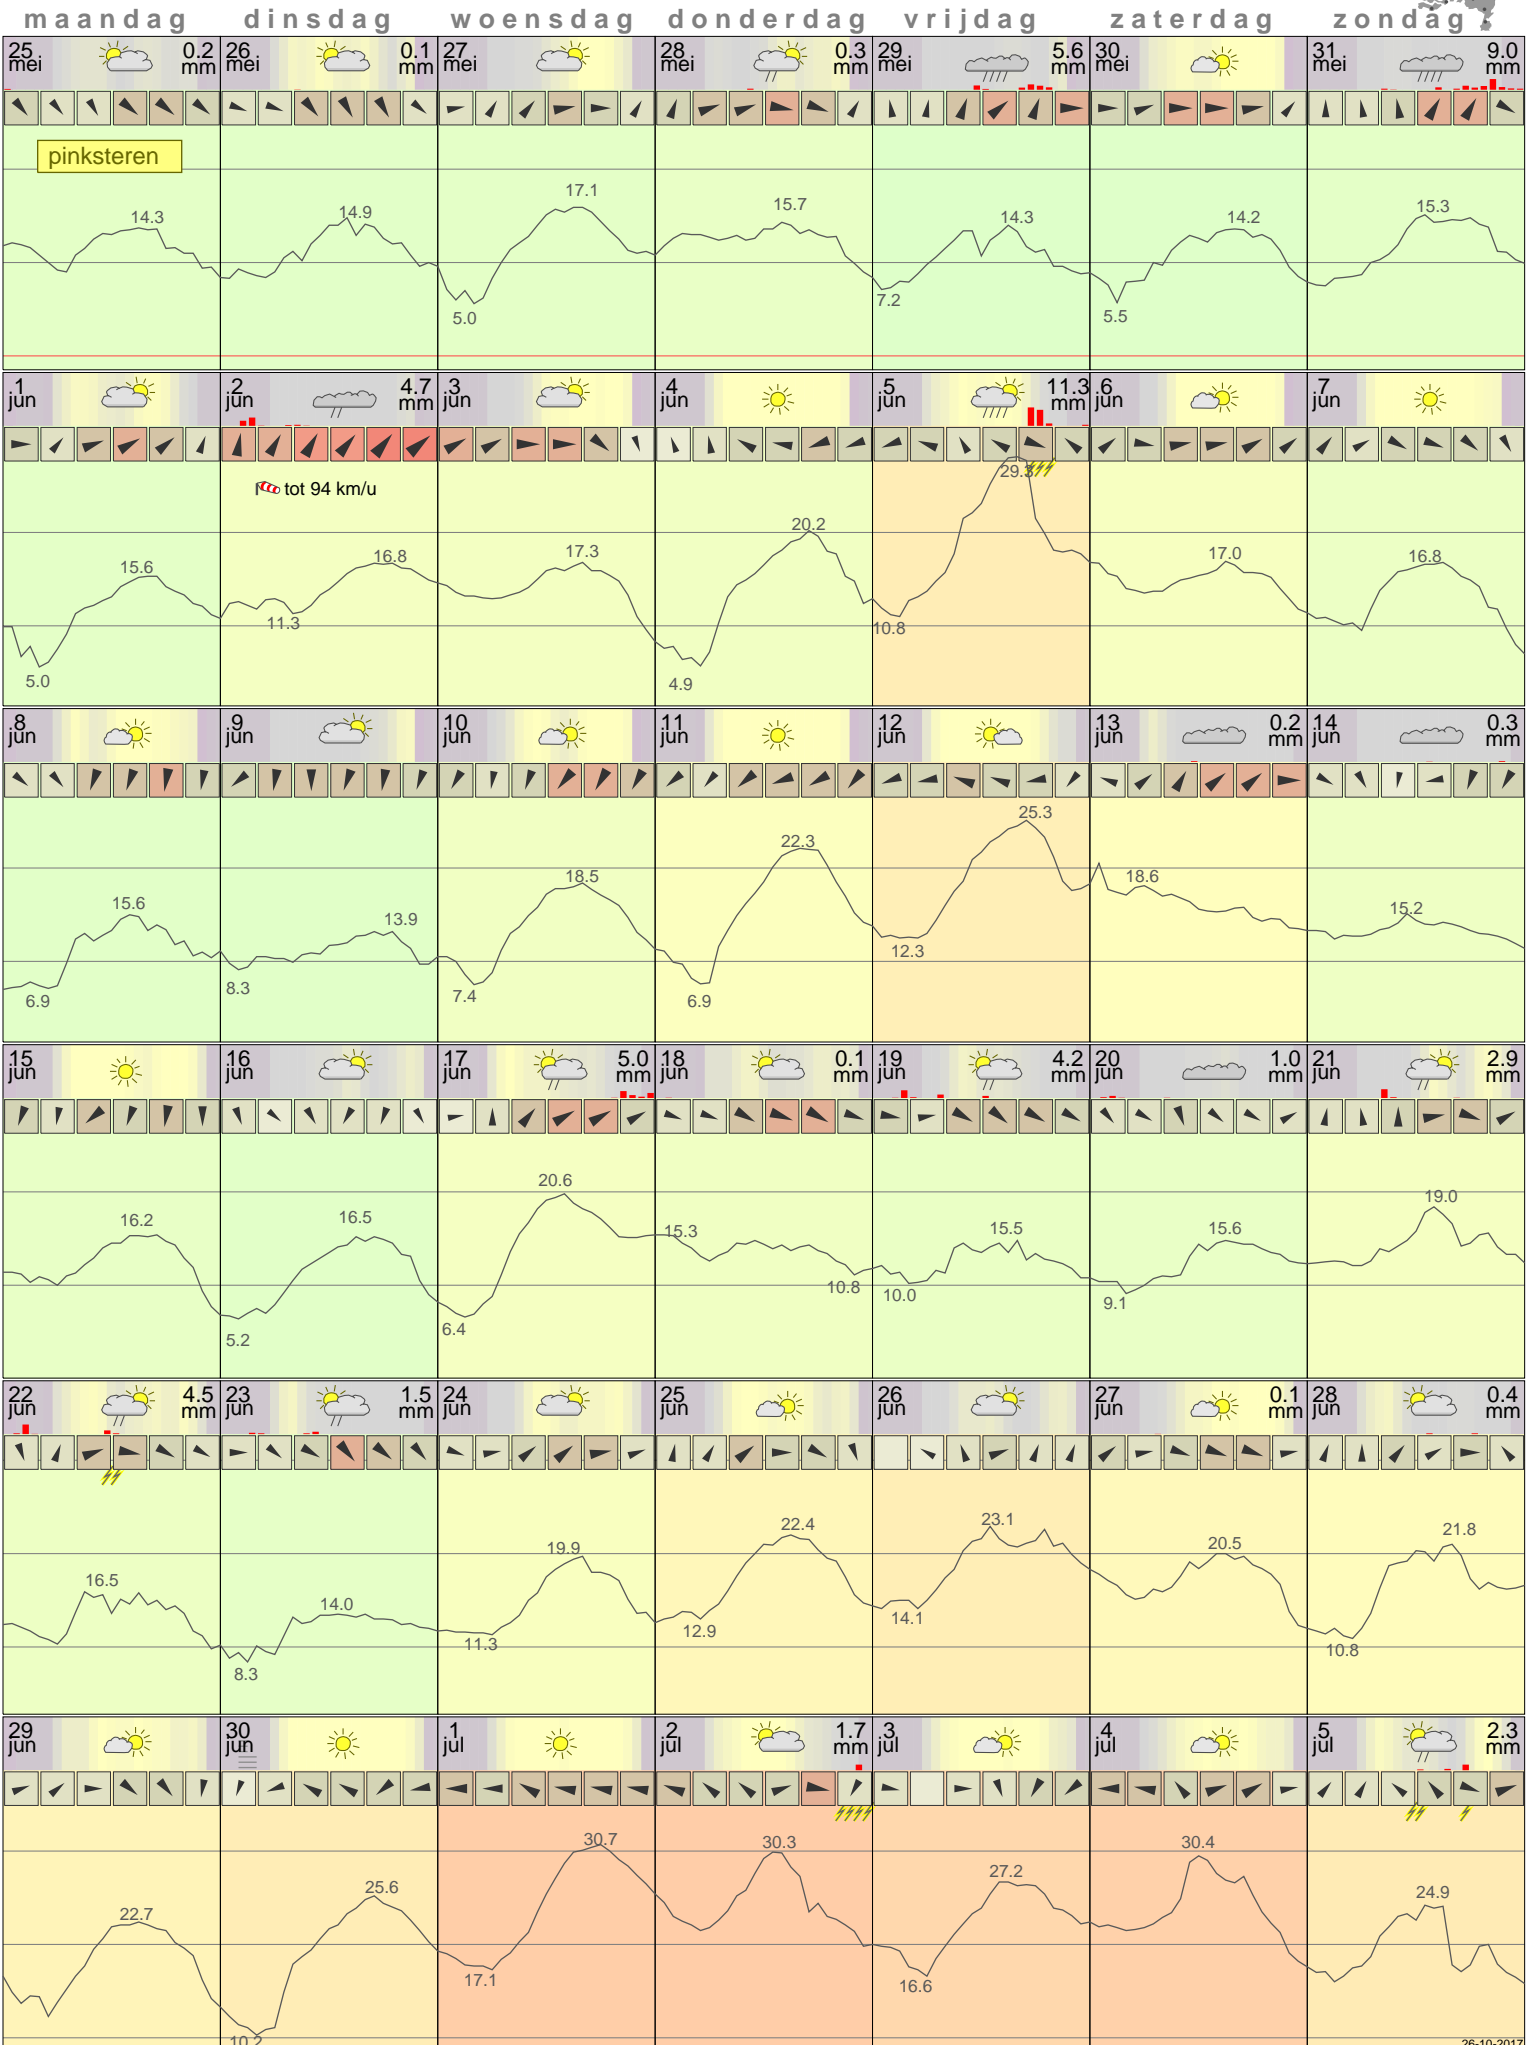 maandag dinsdag woensdag donderdag vrijdag zaterdag zondag
25 mei 0.2 mm 26 mei 0.1 mm 27 mei 28 mei 0.3 mm 29 mei 5.6 mm 30 mei 31 mei 9.0 mm
pinksteren
14.3 14.9 17.1 15.7 14.3 14.2 15.3
5.0 7.2 5.5
1 jun 2 jun 4.7 mm 3 jun 4 jun 5 jun 11.3 mm 6 jun 7 jun
tot 94 km/u
15.6 16.8 17.3 20.2 29.3 17.0 16.8
5.0 11.3 4.9 10.8
8 jun 9 jun 10 jun 11 jun 12 jun 13 jun 0.2 mm 14 jun 0.3 mm
15.6 13.9 18.5 22.3 25.3 18.6 15.2
6.9 8.3 7.4 6.9 12.3
15 jun 16 jun 17 jun 5.0 mm 18 jun 0.1 mm 19 jun 4.2 mm 20 jun 1.0 mm 21 jun 2.9 mm
16.2 16.5 20.6 15.3 15.5 15.6 19.0
5.2 6.4 10.8 10.0 9.1
22 jun 4.5 mm 23 jun 1.5 mm 24 jun 25 jun 26 jun 27 jun 0.1 mm 28 jun 0.4 mm
16.5 14.0 19.9 22.4 23.1 20.5 21.8
8.3 11.3 12.9 14.1 10.8
29 jun 30 jun 1 jul 2 jul 1.7 mm 3 jul 4 jul 5 jul 2.3 mm
22.7 25.6 30.7 30.3 27.2 30.4 24.9
10.2 17.1 16.6
26-10-2017